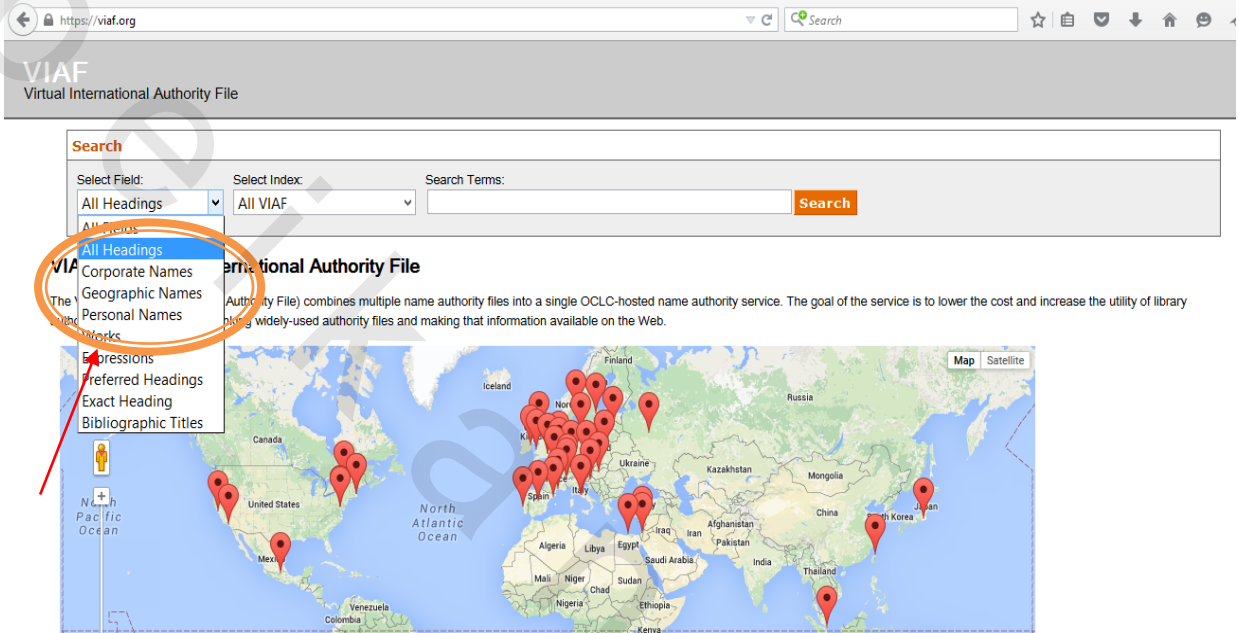 https://viaf.org
Search
VIAF
Virtual International Authority File
Search
Select Field:
Select Index:
Search Terms:
All Headings
All VIAF
Search
All Fields
All Headings
Corporate Names
Geographic Names
Personal Names
Works
Expressions
Preferred Headings
Exact Heading
Bibliographic Titles
VIA ernational Authority File
The Authority File) combines multiple name authority files into a single OCLC-hosted name authority service. The goal of the service is to lower the cost and increase the utility of library
widely-used authority files and making that information available on the Web.
Map Satellite
Finland
Iceland
Russia
Canada
Ukraine
Kazakhstan
Mongolia
North
Pacific
Ocean
United States
North
Atlantic
Ocean
Spain
Italy
China
Japan
Afghanistan
Iraq
Iran
Pakistan
Algeria
Libya
Egypt
Saudi Arabia
India
Thailand
Mali
Niger
Chad
Sudan
Nigeria
Ethiopia
Venezuela
Colombia
Kenya